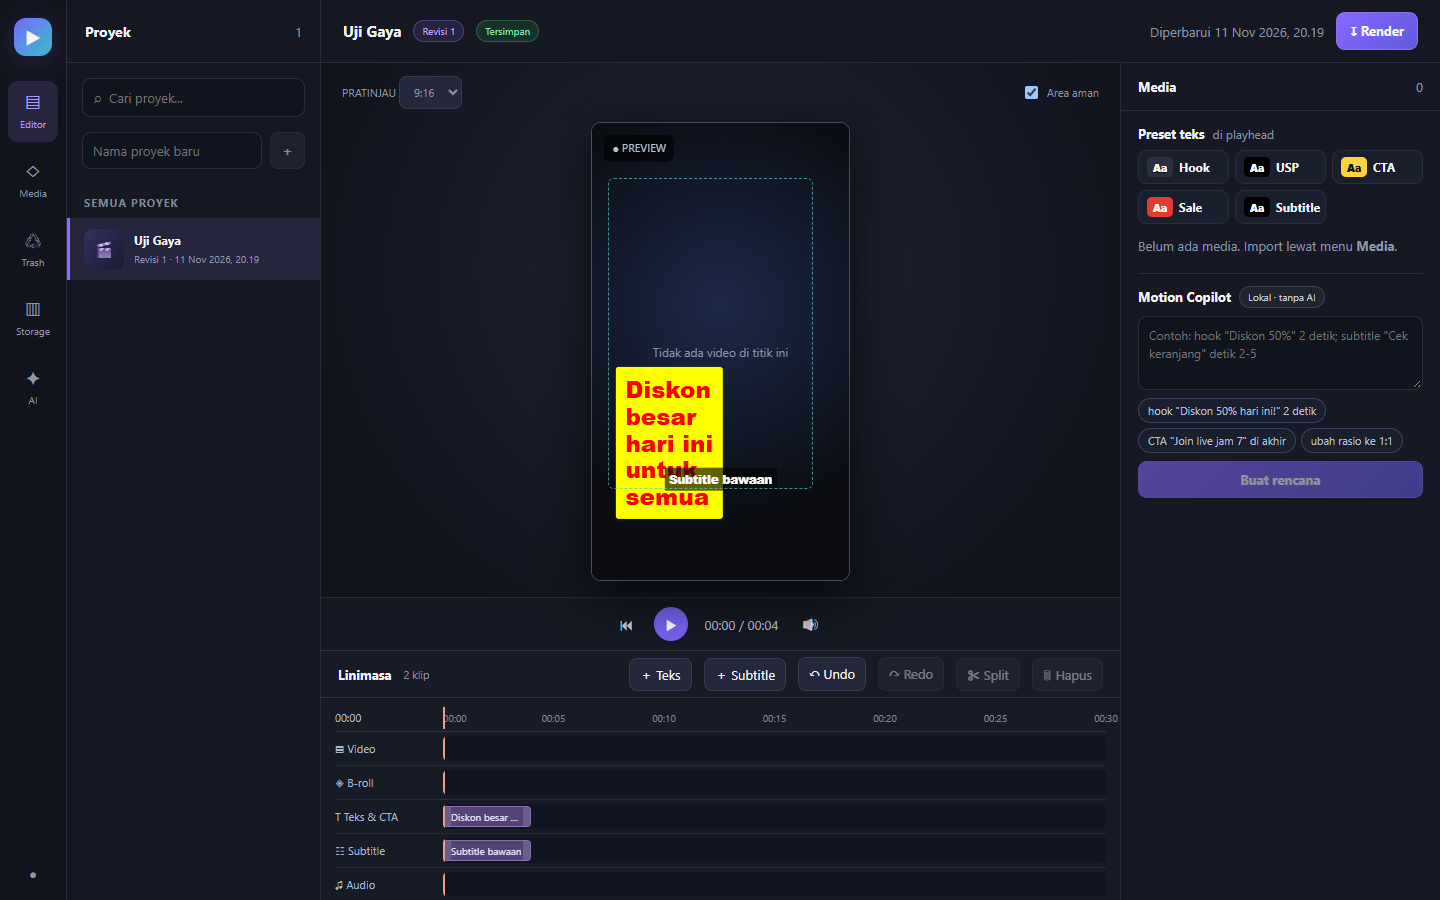 Editor
Media
Trash
Storage
AI
Proyek
1
Cari proyek...
Nama proyek baru
+
SEMUA PROYEK
Uji Gaya
Revisi 1 · 11 Nov 2026, 20.19
Uji Gaya
Revisi 1
Tersimpan
Diperbarui 11 Nov 2026, 20.19
Render
PRATINJAU
9:16
Area aman
PREVIEW
Tidak ada video di titik ini
Diskon
besar
hari ini
untuk
semua
Subtitle bawaan
00:00 / 00:04
Linimasa
2 klip
+ Teks
+ Subtitle
Undo
Redo
Split
Hapus
00:00
00:00
00:05
00:10
00:15
00:20
00:25
00:30
Video
B-roll
T Teks & CTA
Diskon besar ...
Subtitle
Subtitle bawaan
Audio
Media
0
Preset teks
di playhead
Aa Hook
Aa USP
Aa CTA
Aa Sale
Aa Subtitle
Belum ada media. Import lewat menu Media.
Motion Copilot
Lokal · tanpa AI
Contoh: hook "Diskon 50%" 2 detik; subtitle "Cek
keranjang" detik 2-5
hook "Diskon 50% hari ini!" 2 detik
CTA "Join live jam 7" di akhir
ubah rasio ke 1:1
Buat rencana